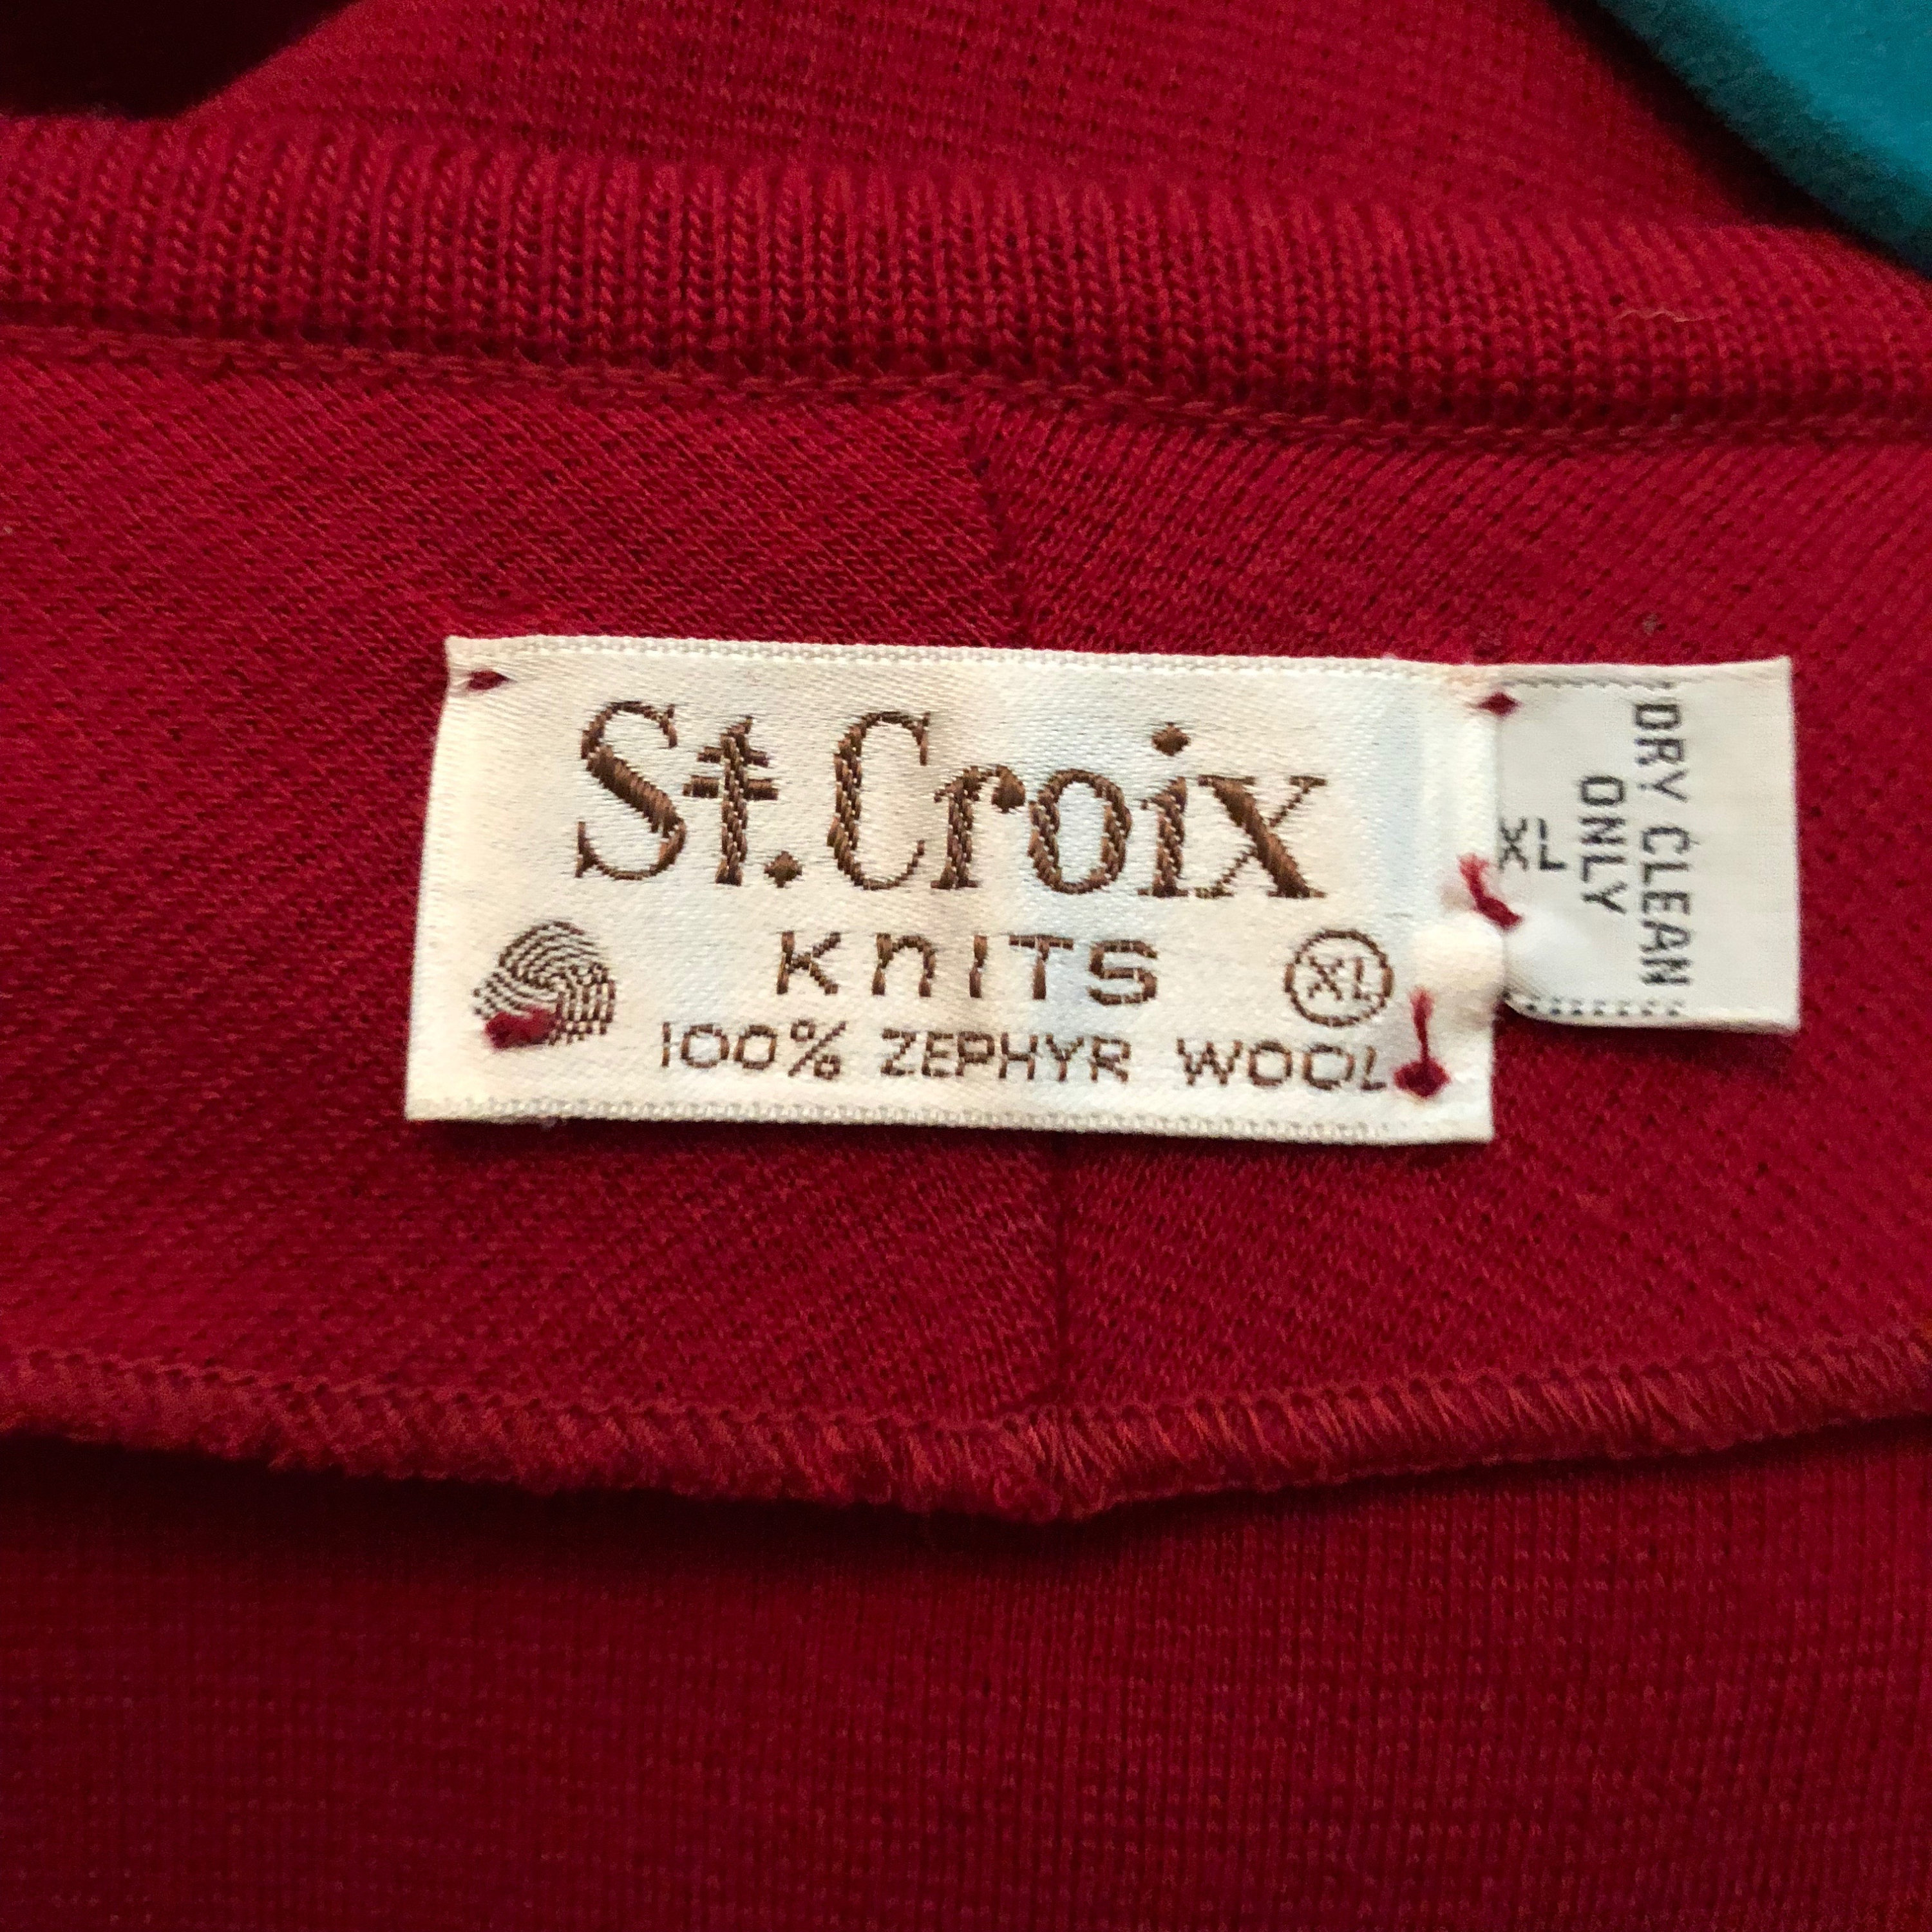 St. Croix
KnITS
XL
100% ZEPHYR WOOL
DRY CLEAN
ONLY
XL